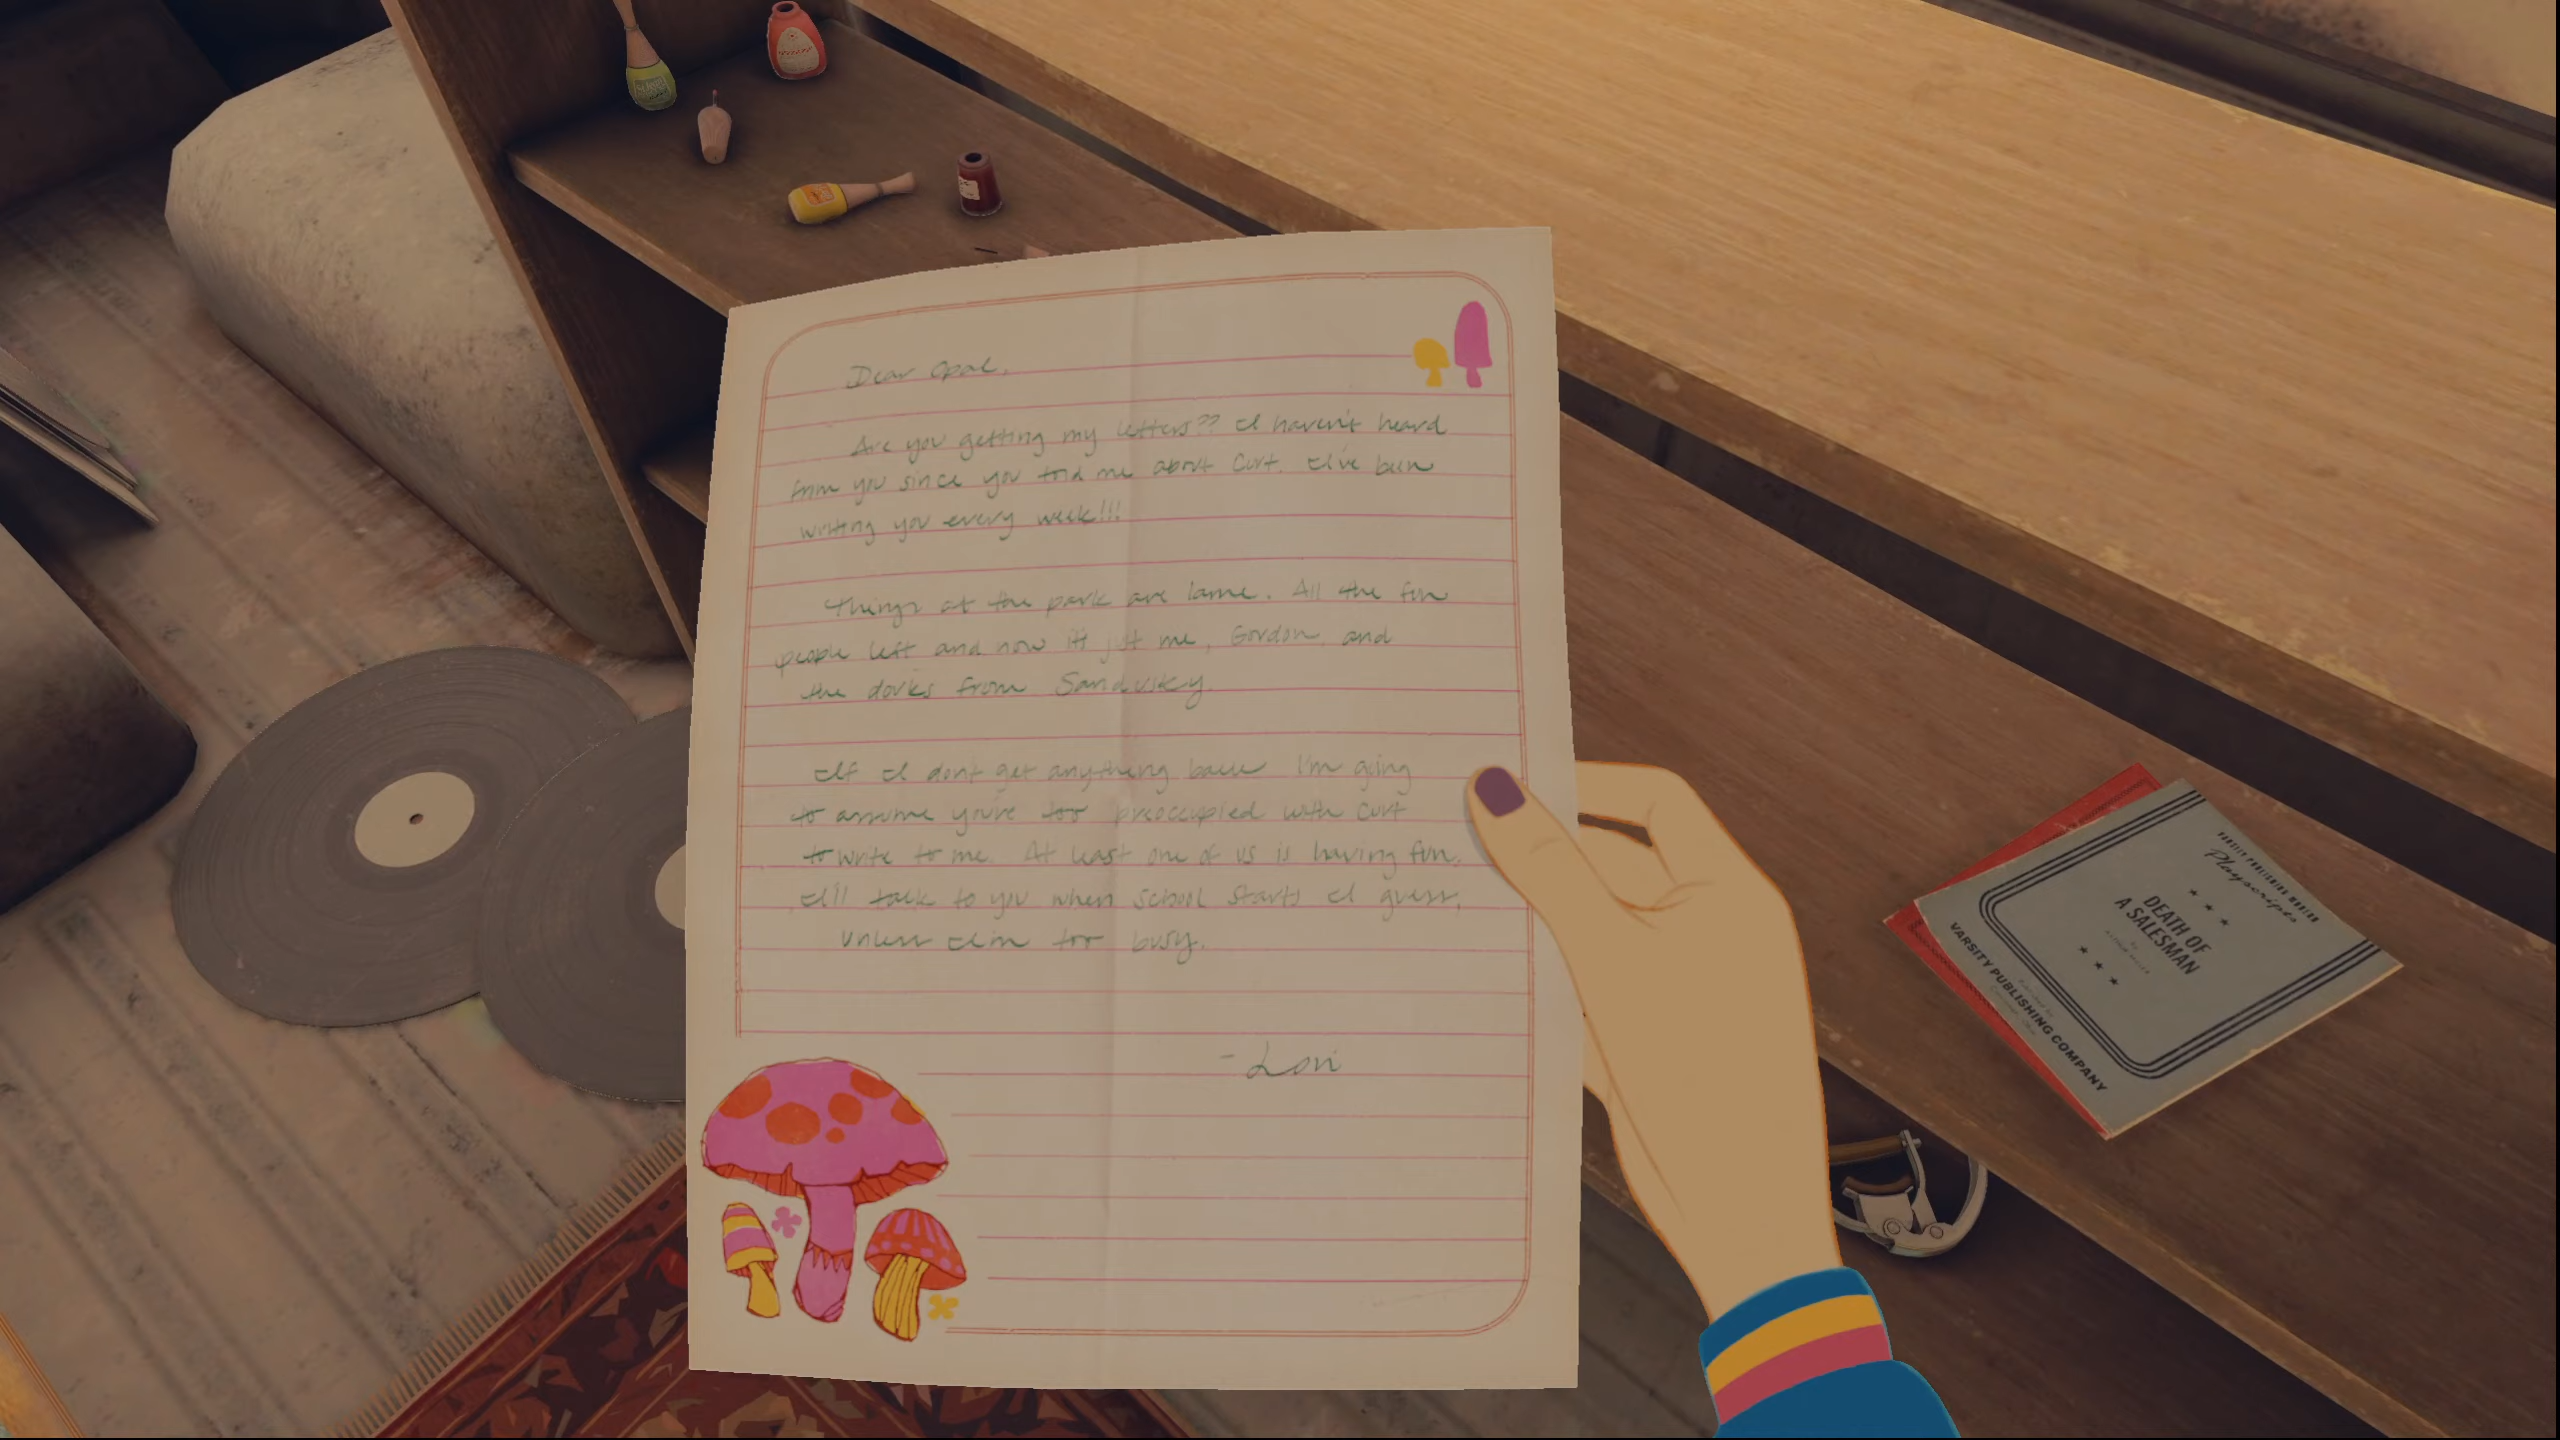 Dear Opal,
Are you getting my letters?? I haven't heard
from you since you told me about Curt. I've been
writing you every week!!!
Things at the park are lame. All the fun
people left and now it's just me, Gordon, and
the dorks from Sandusky.
If I don't get anything back I'm going
to assume you're too preoccupied with Curt
to write to me. At least one of us is having fun.
I'll talk to you when school starts I guess.
Unless I'm too busy.
- Lori
VARSITY PUBLISHING
Playscripts
DEATH OF
A SALESMAN
by
VARSITY PUBLISHING COMPANY